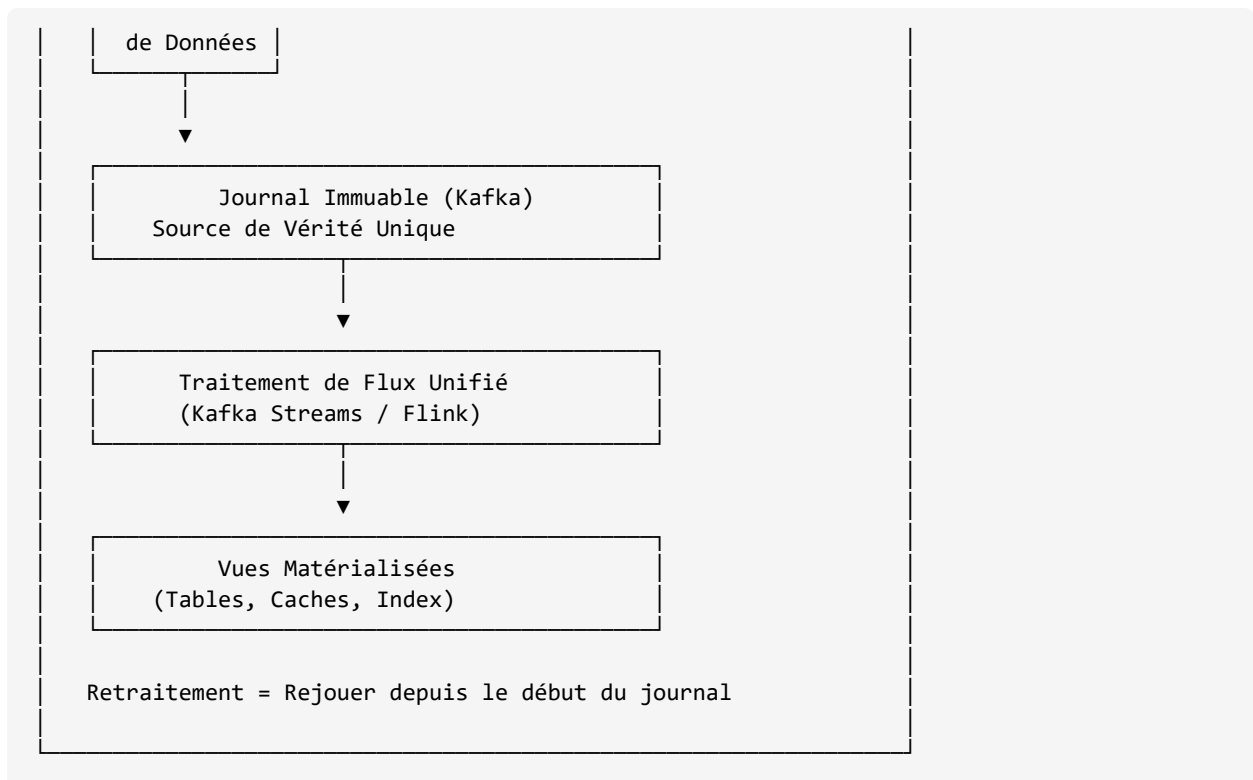 de Données
Journal Immuable (Kafka)
Source de Vérité Unique
Traitement de Flux Unifié
(Kafka Streams / Flink)
Vues Matérialisées
(Tables, Caches, Index)
Retraitement = Rejouer depuis le début du journal